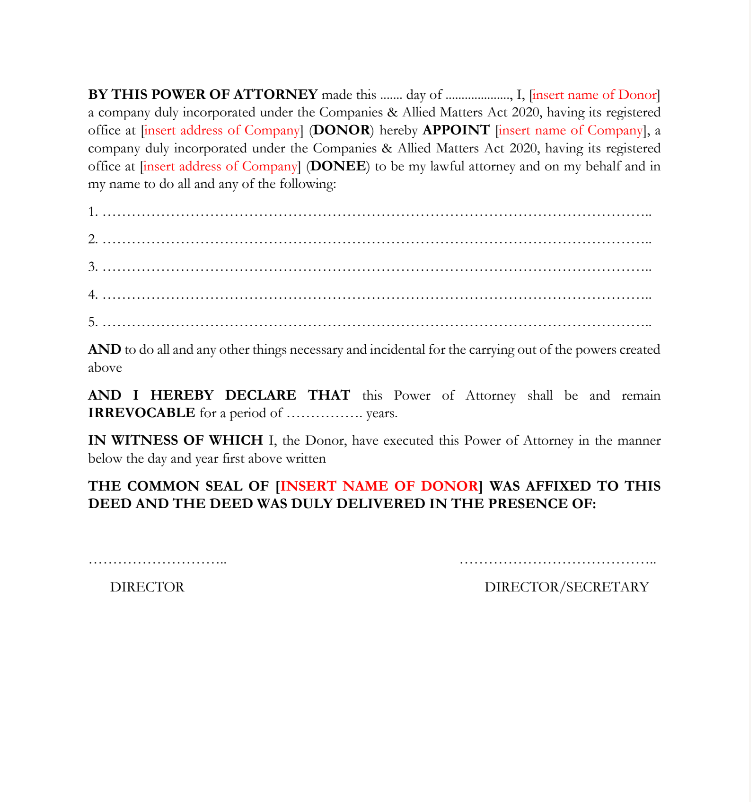 BY THIS POWER OF ATTORNEY made this ....... day of ....................., I, [insert name of Donor]
a company duly incorporated under the Companies & Allied Matters Act 2020, having its registered
office at [insert address of Company] (DONOR) hereby APPOINT [insert name of Company], a
company duly incorporated under the Companies & Allied Matters Act 2020, having its registered
office at [insert address of Company] (DONEE) to be my lawful attorney and on my behalf and in
my name to do all and any of the following:
1. …………………………………………………………………………………………………..
2. …………………………………………………………………………………………………..
3. …………………………………………………………………………………………………..
4. …………………………………………………………………………………………………..
5. …………………………………………………………………………………………………..
AND to do all and any other things necessary and incidental for the carrying out of the powers created
above
AND I HEREBY DECLARE THAT this Power of Attorney shall be and remain
IRREVOCABLE for a period of ……………. years.
IN WITNESS OF WHICH I, the Donor, have executed this Power of Attorney in the manner
below the day and year first above written
THE COMMON SEAL OF [INSERT NAME OF DONOR] WAS AFFIXED TO THIS
DEED AND THE DEED WAS DULY DELIVERED IN THE PRESENCE OF:
……………………….. …………………………………..
DIRECTOR DIRECTOR/SECRETARY